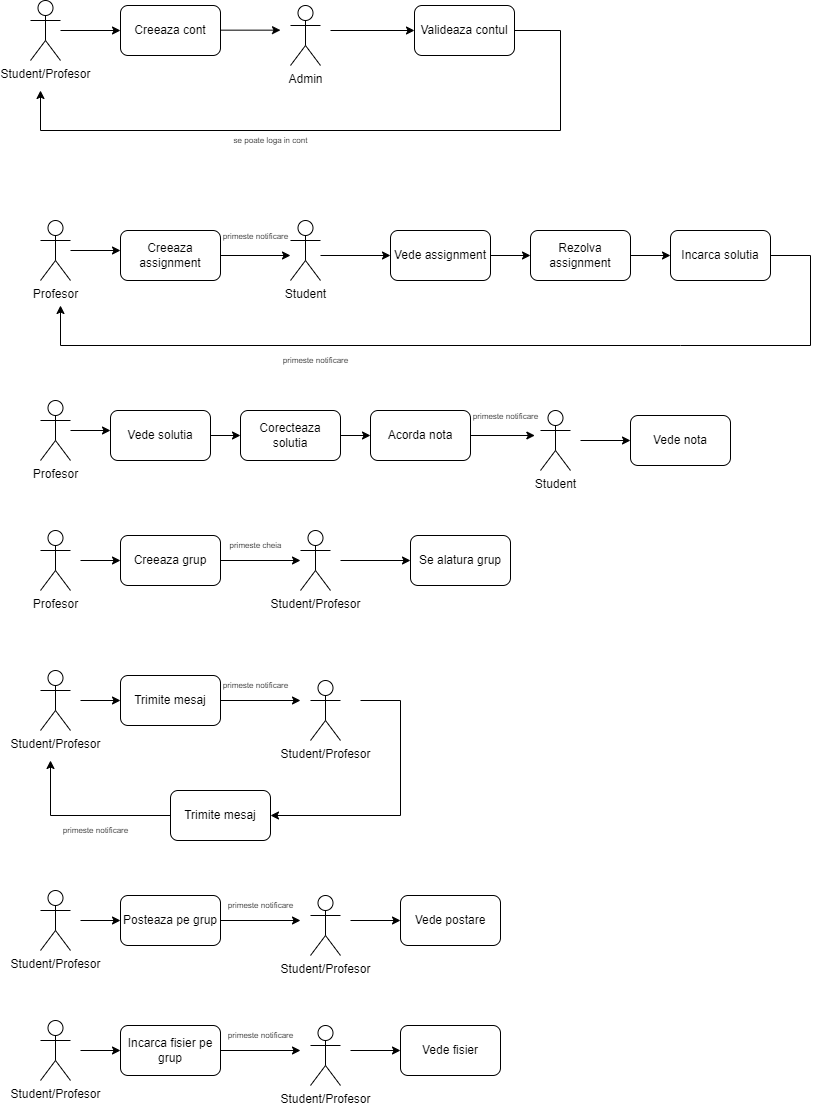 Creeaza cont
Valideaza contul
Student/Profesor
Admin
se poate loga in cont
primeste notificare
Creeaza
assignment
Vede assignment
Rezolva
assignment
Incarca solutia
Profesor
Student
primeste notificare
Vede solutia
Corecteaza
solutia
Acorda nota
primeste notificare
Vede nota
Profesor
Student
Creeaza grup
primeste cheia
Se alatura grup
Profesor
Student/Profesor
Trimite mesaj
primeste notificare
Student/Profesor
Student/Profesor
Trimite mesaj
primeste notificare
Posteaza pe grup
primeste notificare
Vede postare
Student/Profesor
Student/Profesor
Incarca fisier pe
grup
primeste notificare
Vede fisier
Student/Profesor
Student/Profesor